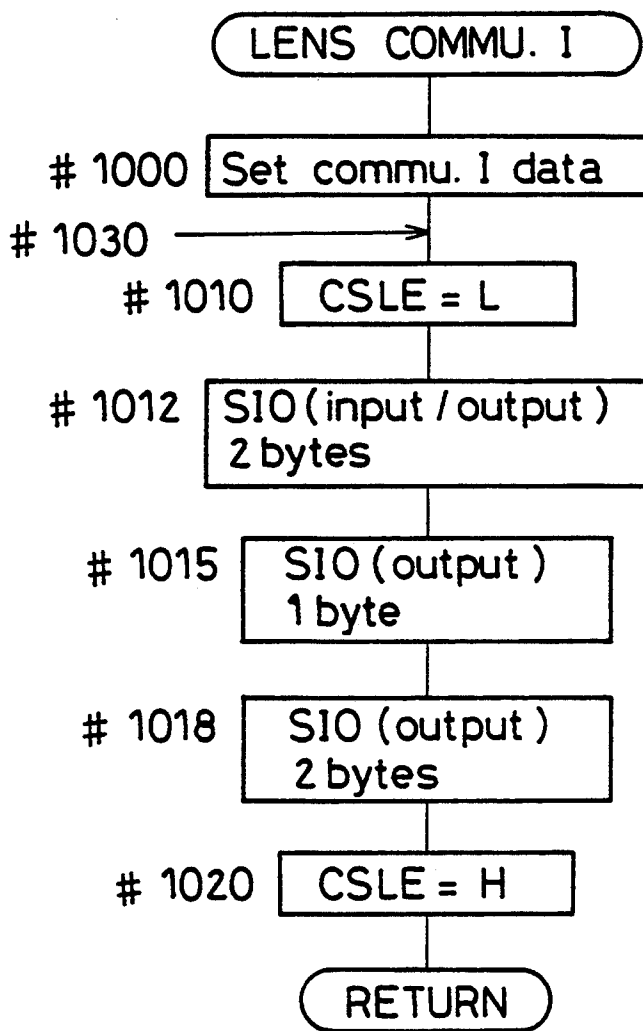 LENS COMMU. I
# 1000 Set commu. I data
# 1030
# 1010 CSLE = L
# 1012 SIO (input / output)
2 bytes
# 1015 SIO (output)
1 byte
# 1018 SIO (output)
2 bytes
# 1020 CSLE = H
RETURN